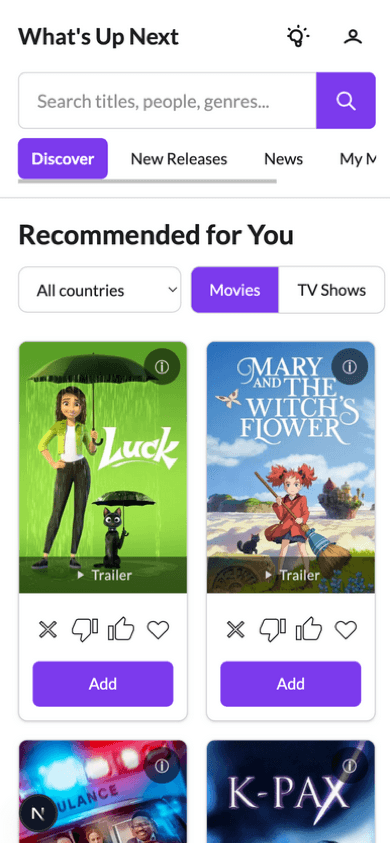 What's Up Next
Search titles, people, genres...
Discover New Releases News My M
Recommended for You
All countries Movies TV Shows
Luck
Trailer
MARY
AND THE
WITCH'S
FLOWER
Trailer
Add Add
ULANCE
N
K-PAX